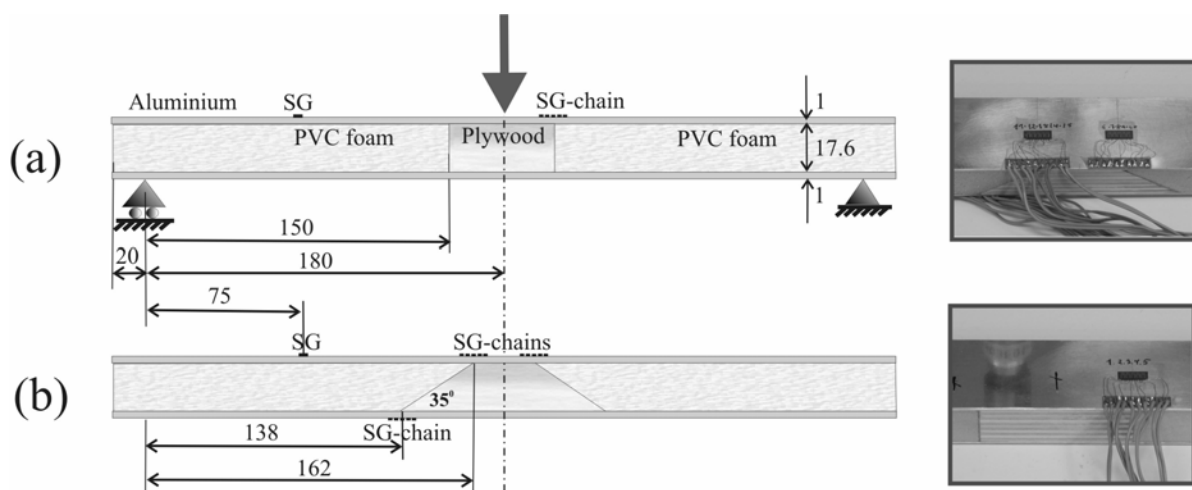 Aluminium
SG
SG-chain
1
PVC foam
Plywood
PVC foam
17.6
(a)
1
150
20
180
75
SG
SG-chains
(b)
35⁰
SG-chain
138
162